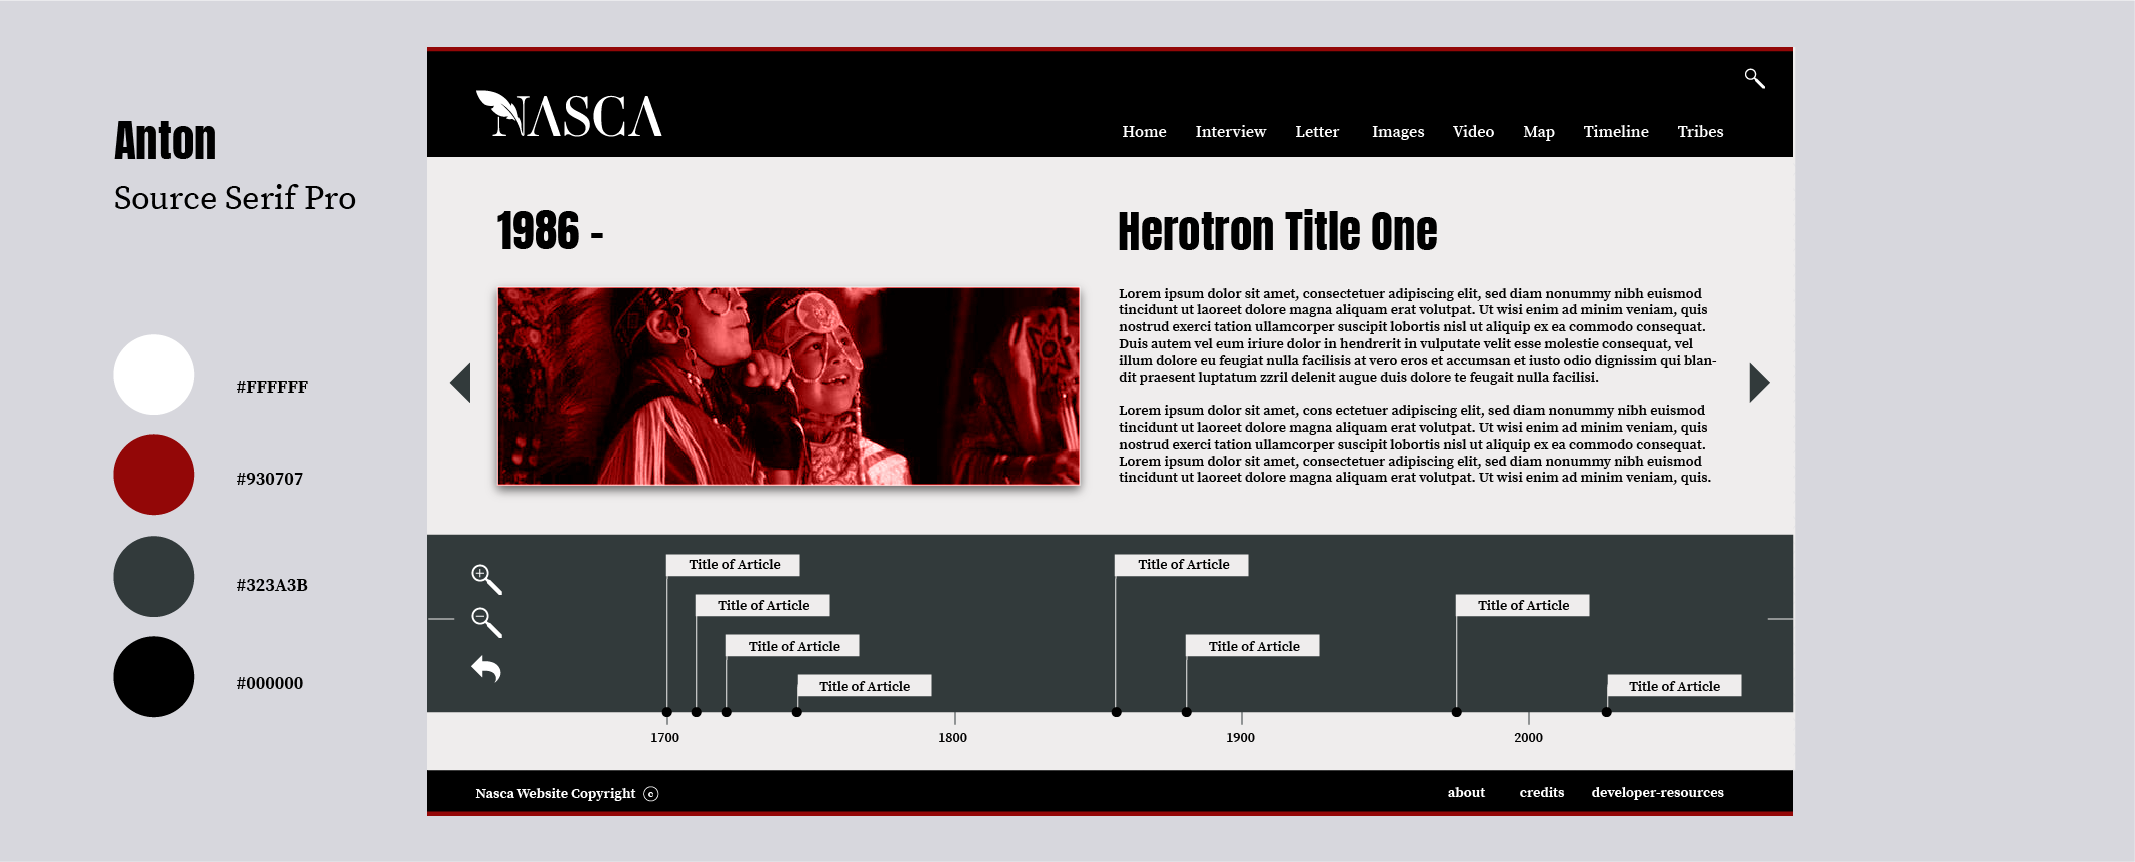 Anton
Source Serif Pro
#FFFFFF
#930707
#323A3B
#000000
NASCA
Home Interview Letter Images Video Map Timeline Tribes
1986 -
Herotron Title One
Lorem ipsum dolor sit amet, consectetuer adipiscing elit, sed diam nonummy nibh euismod
tincidunt ut laoreet dolore magna aliquam erat volutpat. Ut wisi enim ad minim veniam, quis
nostrud exerci tation ullamcorper suscipit lobortis nisl ut aliquip ex ea commodo consequat.
Duis autem vel eum iriure dolor in hendrerit in vulputate velit esse molestie consequat, vel
illum dolore eu feugiat nulla facilisis at vero eros et accumsan et iusto odio dignissim qui blan-
dit praesent luptatum zzril delenit augue duis dolore te feugait nulla facilisi.
Lorem ipsum dolor sit amet, cons ectetuer adipiscing elit, sed diam nonummy nibh euismod
tincidunt ut laoreet dolore magna aliquam erat volutpat. Ut wisi enim ad minim veniam, quis
nostrud exerci tation ullamcorper suscipit lobortis nisl ut aliquip ex ea commodo consequat.
Lorem ipsum dolor sit amet, consectetuer adipiscing elit, sed diam nonummy nibh euismod
tincidunt ut laoreet dolore magna aliquam erat volutpat. Ut wisi enim ad minim veniam, quis.
Title of Article
Title of Article
Title of Article
Title of Article
Title of Article
Title of Article
Title of Article
Title of Article
1700 1800 1900 2000
Nasca Website Copyright ©
about credits developer-resources